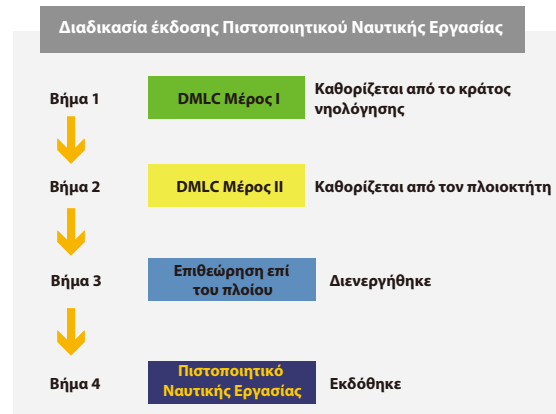 Διαδικασία έκδοσης Πιστοποιητικού Ναυτικής Εργασίας
Βήμα 1
DMLC Μέρος I
Καθορίζεται από το κράτος
νηολόγησης
Βήμα 2
DMLC Μέρος II
Καθορίζεται από τον πλοιοκτήτη
Βήμα 3
Επιθεώρηση επί
του πλοίου
Διενεργήθηκε
Βήμα 4
Πιστοποιητικό
Ναυτικής Εργασίας
Εκδόθηκε